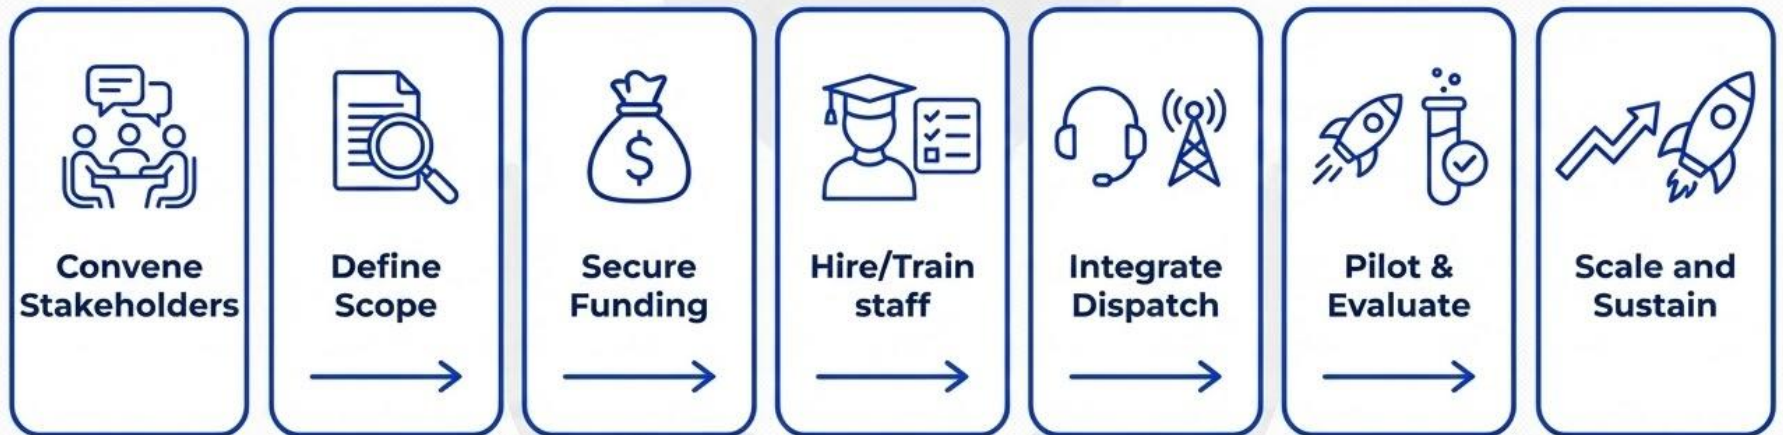 Convene
Stakeholders
Define
Scope
$
Secure
Funding
Hire/Train
staff
Integrate
Dispatch
Pilot &
Evaluate
Scale and
Sustain